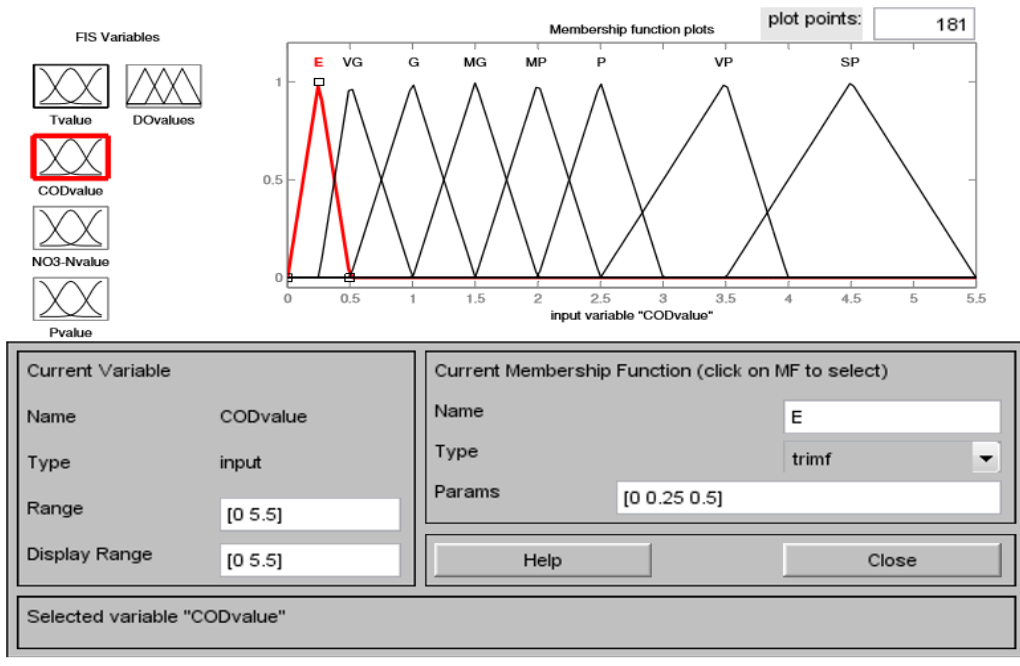 FIS Variables
Membership function plots
plot points:
181
Tvalue
DOvalues
CODvalue
NO3-Nvalue
Pvalue
E VG G MG MP P VP SP
1
0.5
0
0 0.5 1 1.5 2 2.5 3 3.5 4 4.5 5 5.5
input variable "CODvalue"
Current Variable
Name CODvalue
Type input
Range [0 5.5]
Display Range [0 5.5]
Current Membership Function (click on MF to select)
Name E
Type trimf
Params [0 0.25 0.5]
Help Close
Selected variable "CODvalue"